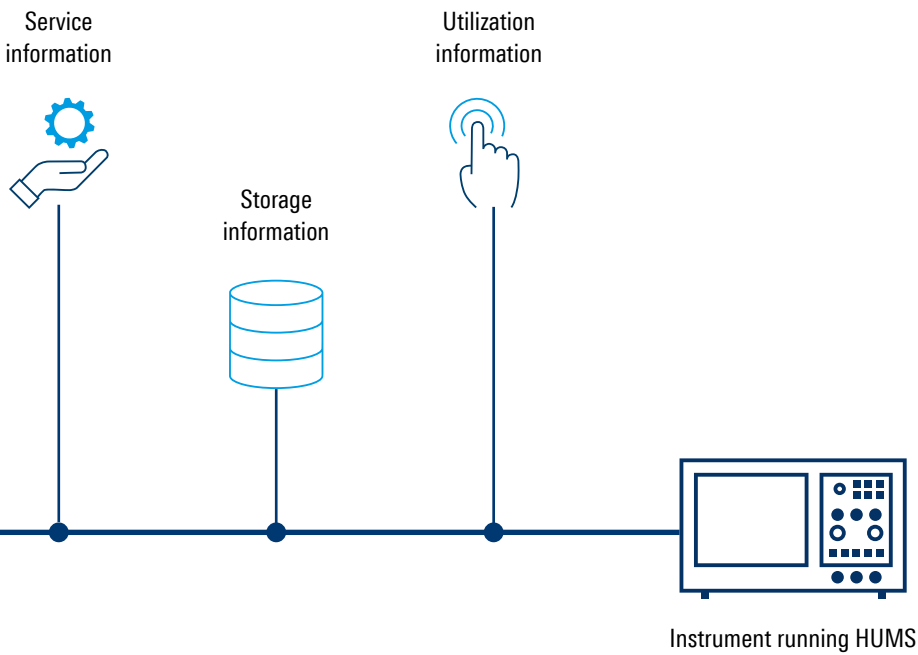 Service
information
Utilization
information
Storage
information
Instrument running HUMS